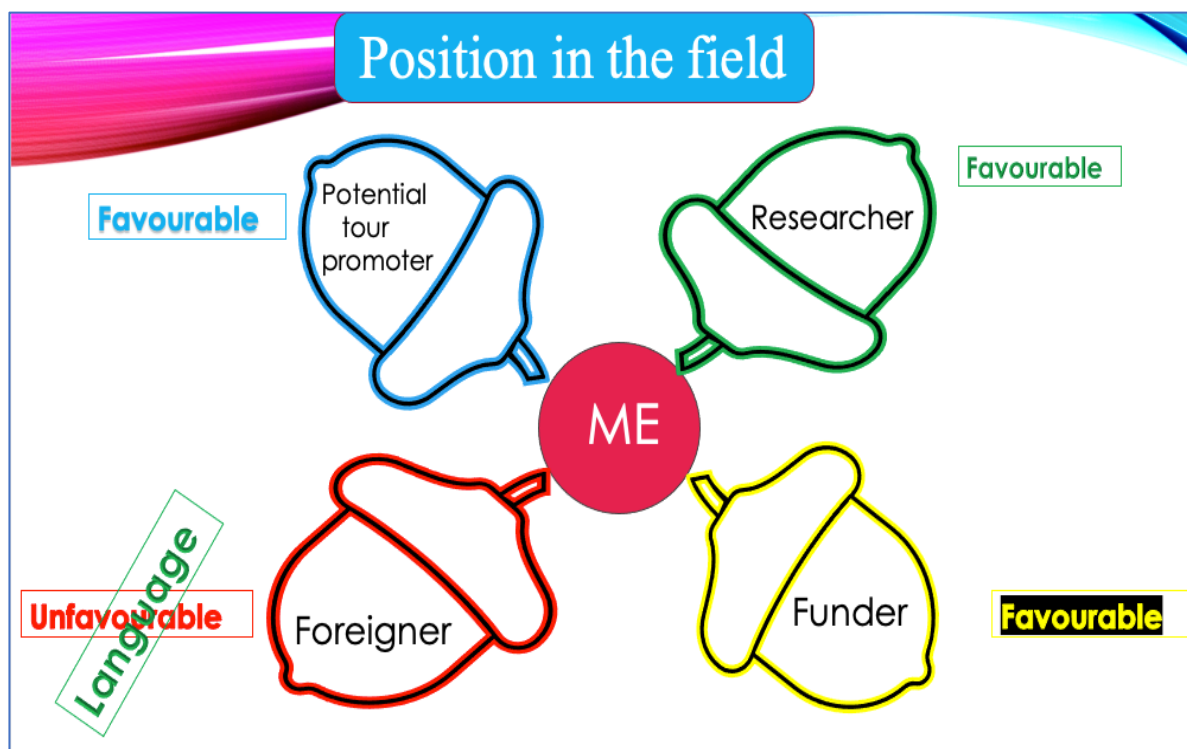 Position in the field
Favourable
Potential
tour
promoter
Researcher
Favourable
ME
Language
Unfavourable
Foreigner
Funder
Favourable